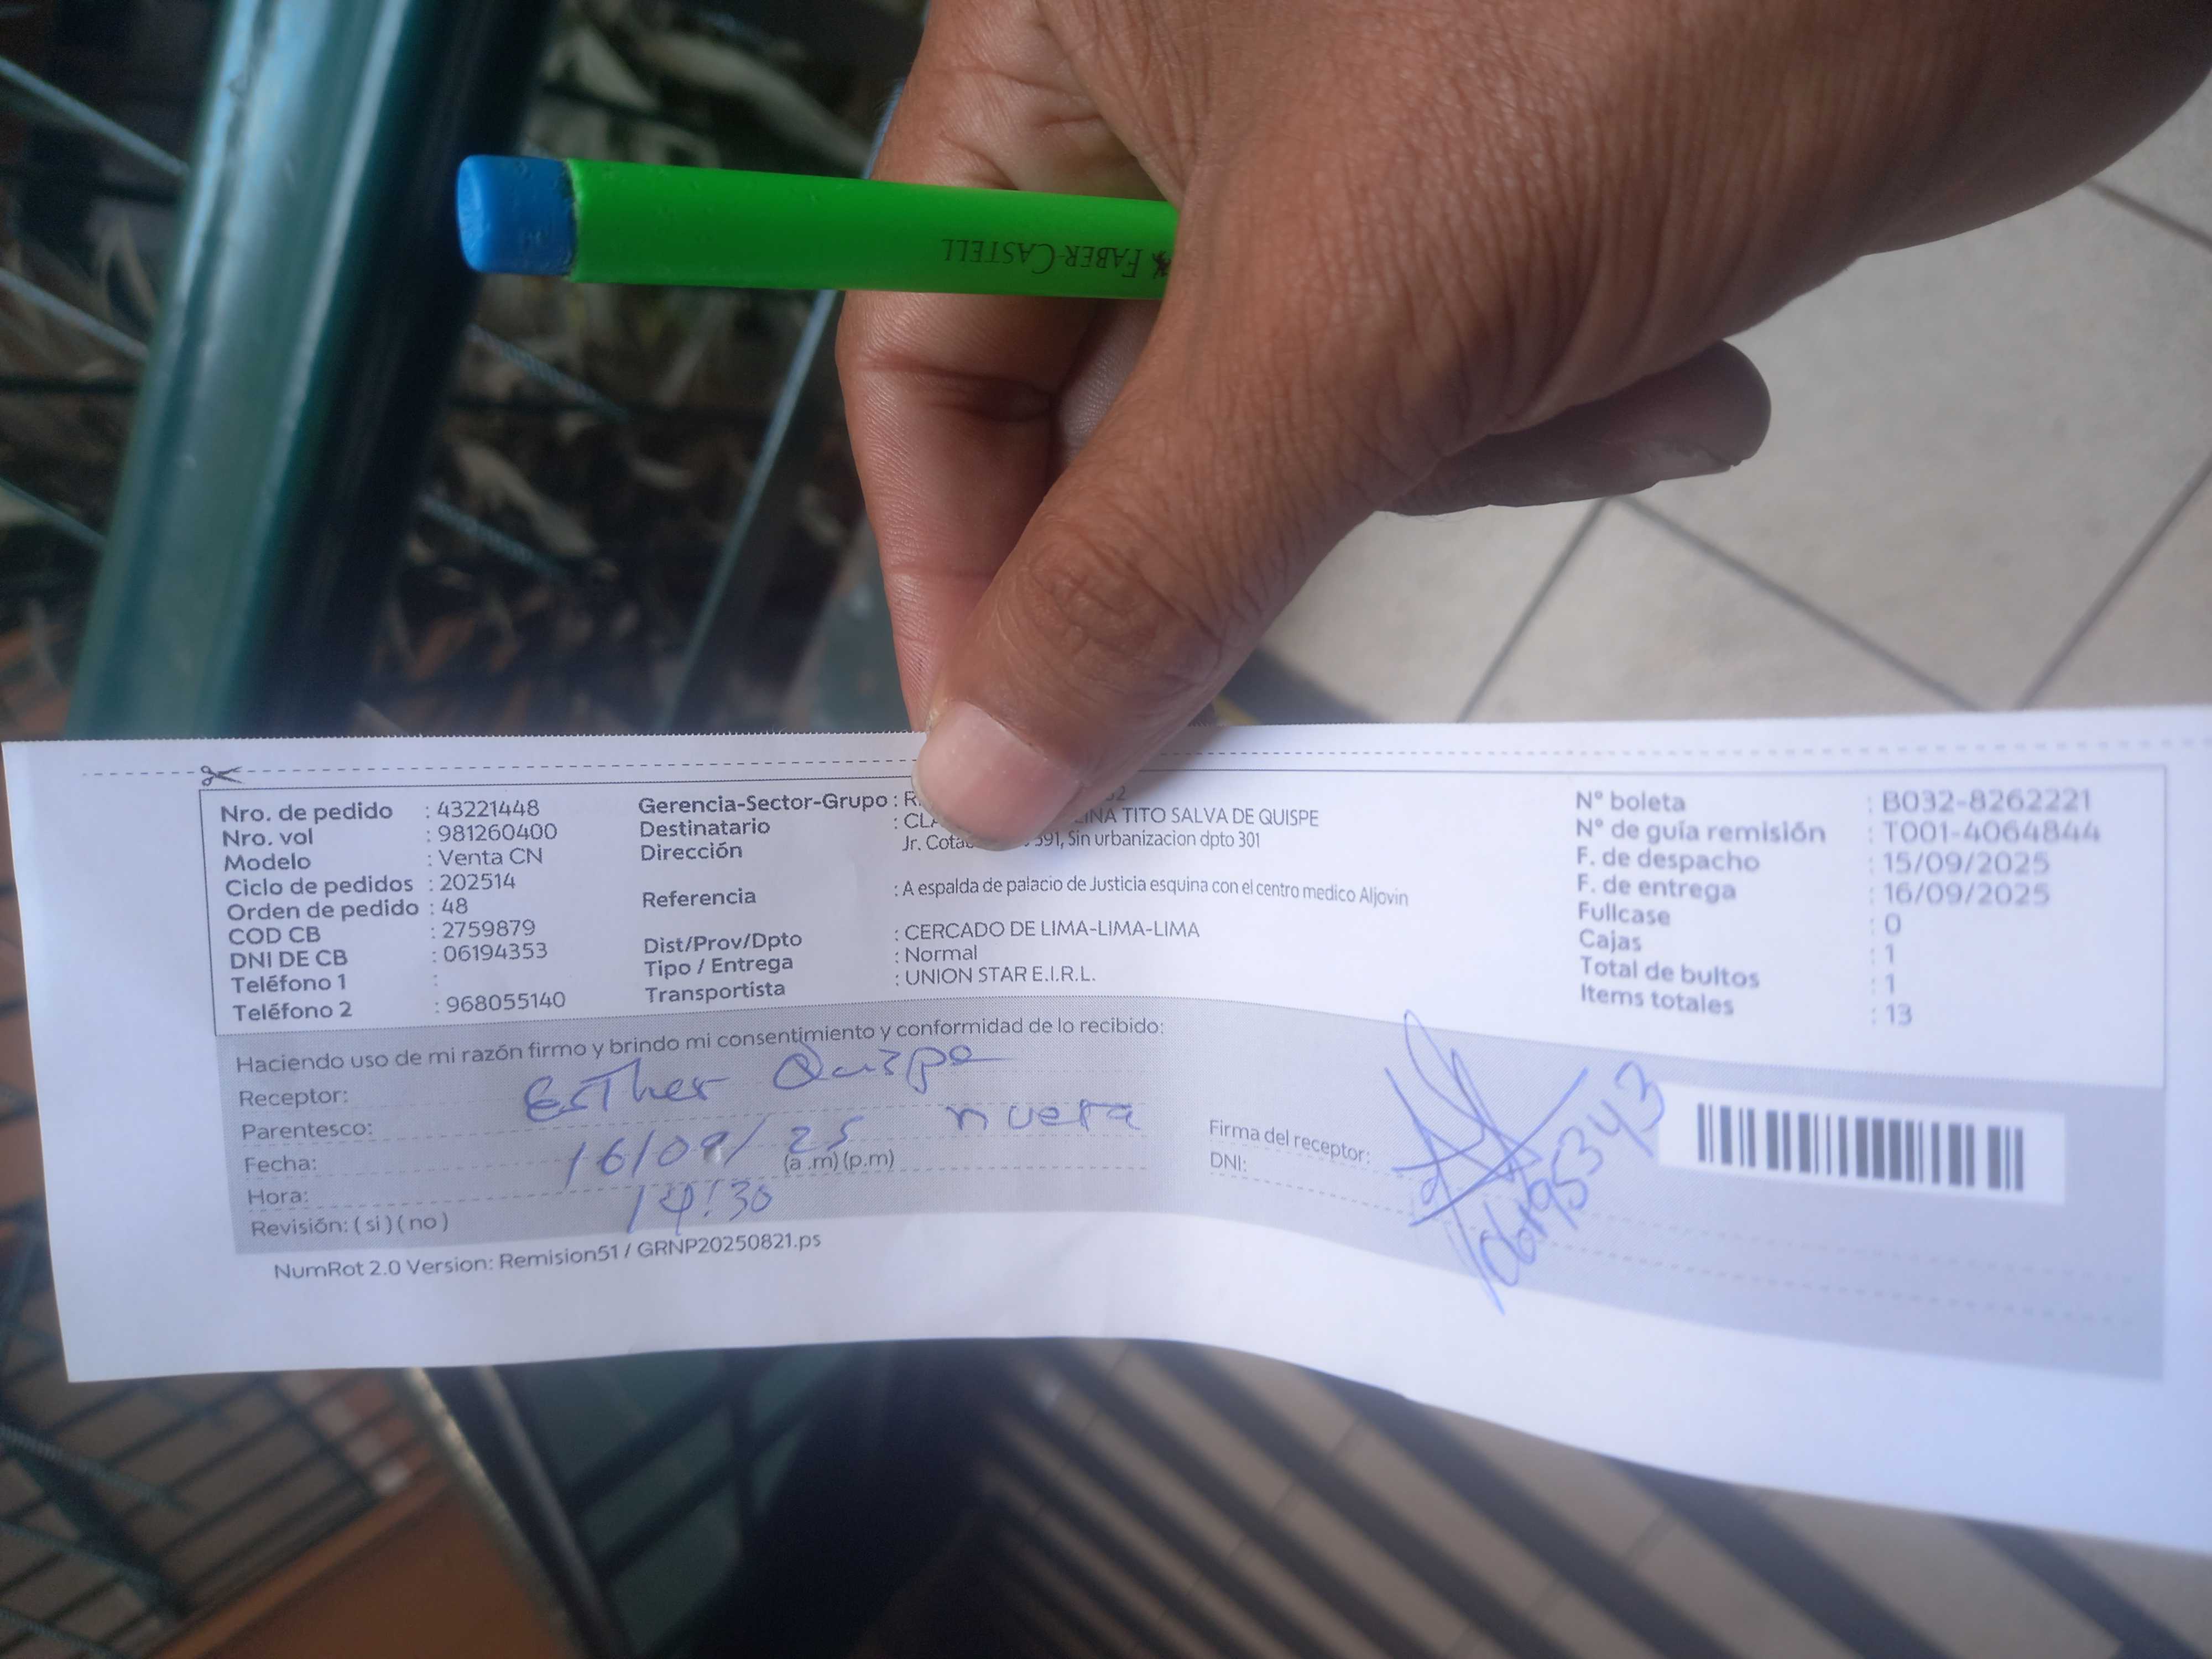 FABER-CASTELL
Nro. de pedido : 43221448
Nro. vol : 981260400
Modelo : Venta CN
Ciclo de pedidos : 202514
Orden de pedido : 48
COD CB : 2759879
DNI DE CB : 06194353
Teléfono 1 :
Teléfono 2 : 968055140
Gerencia-Sector-Grupo :
Destinatario : TITO SALVA DE QUISPE
Dirección Jr. 391, Sin urbanizacion dpto 301
Referencia : A espalda de palacio de Justicia esquina con el centro medico Aljovin
Dist/Prov/Dpto : CERCADO DE LIMA-LIMA-LIMA
Tipo / Entrega : Normal
Transportista : UNION STAR E.I.R.L.
N° boleta : B032-8262221
N° de guía remisión : T001-4064844
F. de despacho : 15/09/2025
F. de entrega : 16/09/2025
Fullcase : 0
Cajas : 1
Total de bultos : 1
Items totales : 13
Haciendo uso de mi razón firmo y brindo mi consentimiento y conformidad de lo recibido:
Receptor: Esther Quispe
Parentesco: nuera
Fecha: 16/09/25
(a.m) (p.m)
Hora: 14:30
Revisión: ( si ) ( no )
Firma del receptor:
DNI:
NumRot 2.0 Version: Remision51 / GRNP20250821.ps